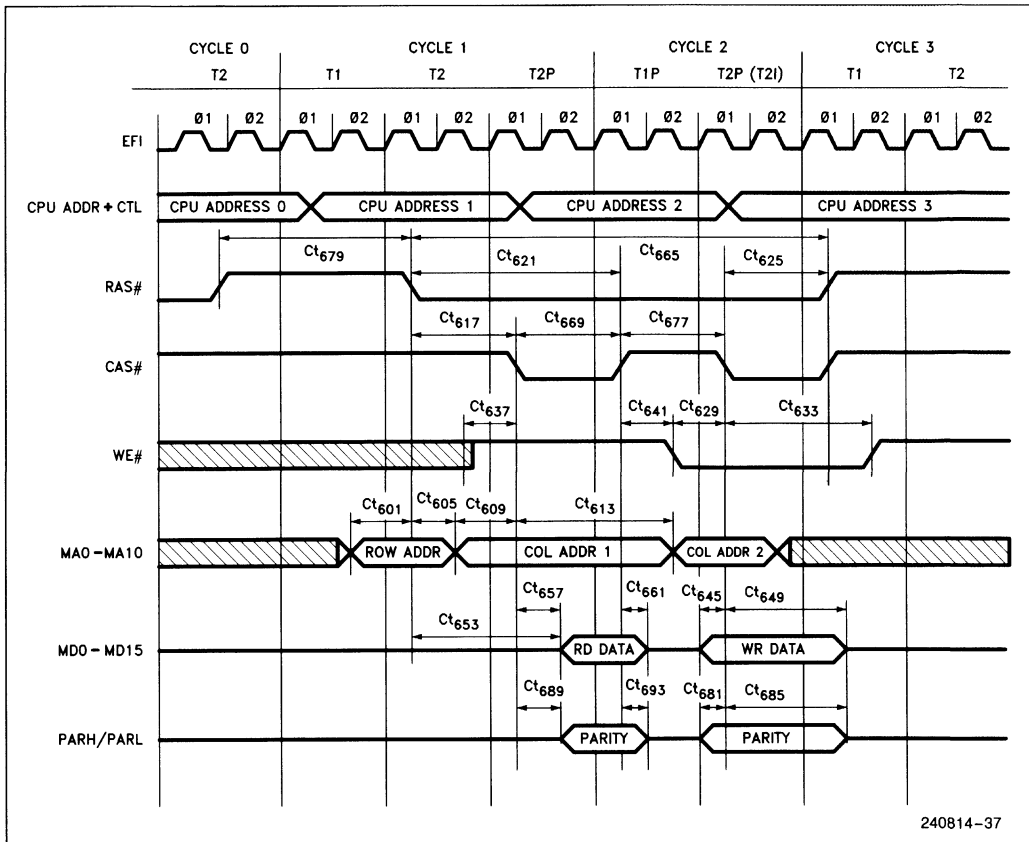 CYCLE 0 CYCLE 1 CYCLE 2 CYCLE 3
T2 T1 T2 T2P T1P T2P (T2I) T1 T2
Ø1 Ø2 Ø1 Ø2 Ø1 Ø2 Ø1 Ø2 Ø1 Ø2 Ø1 Ø2 Ø1 Ø2 Ø1 Ø2
EFI
CPU ADDR + CTL CPU ADDRESS 0 CPU ADDRESS 1 CPU ADDRESS 2 CPU ADDRESS 3
Ct679 Ct621 Ct665 Ct625
RAS#
Ct617 Ct669 Ct677
CAS#
Ct637 Ct641 Ct629 Ct633
WE#
Ct601 Ct605 Ct609 Ct613
MA0-MA10 ROW ADDR COL ADDR 1 COL ADDR 2
Ct657 Ct661 Ct645 Ct649
Ct653
MD0-MD15 RD DATA WR DATA
Ct689 Ct693 Ct681 Ct685
PARH/PARL PARITY PARITY
240814-37